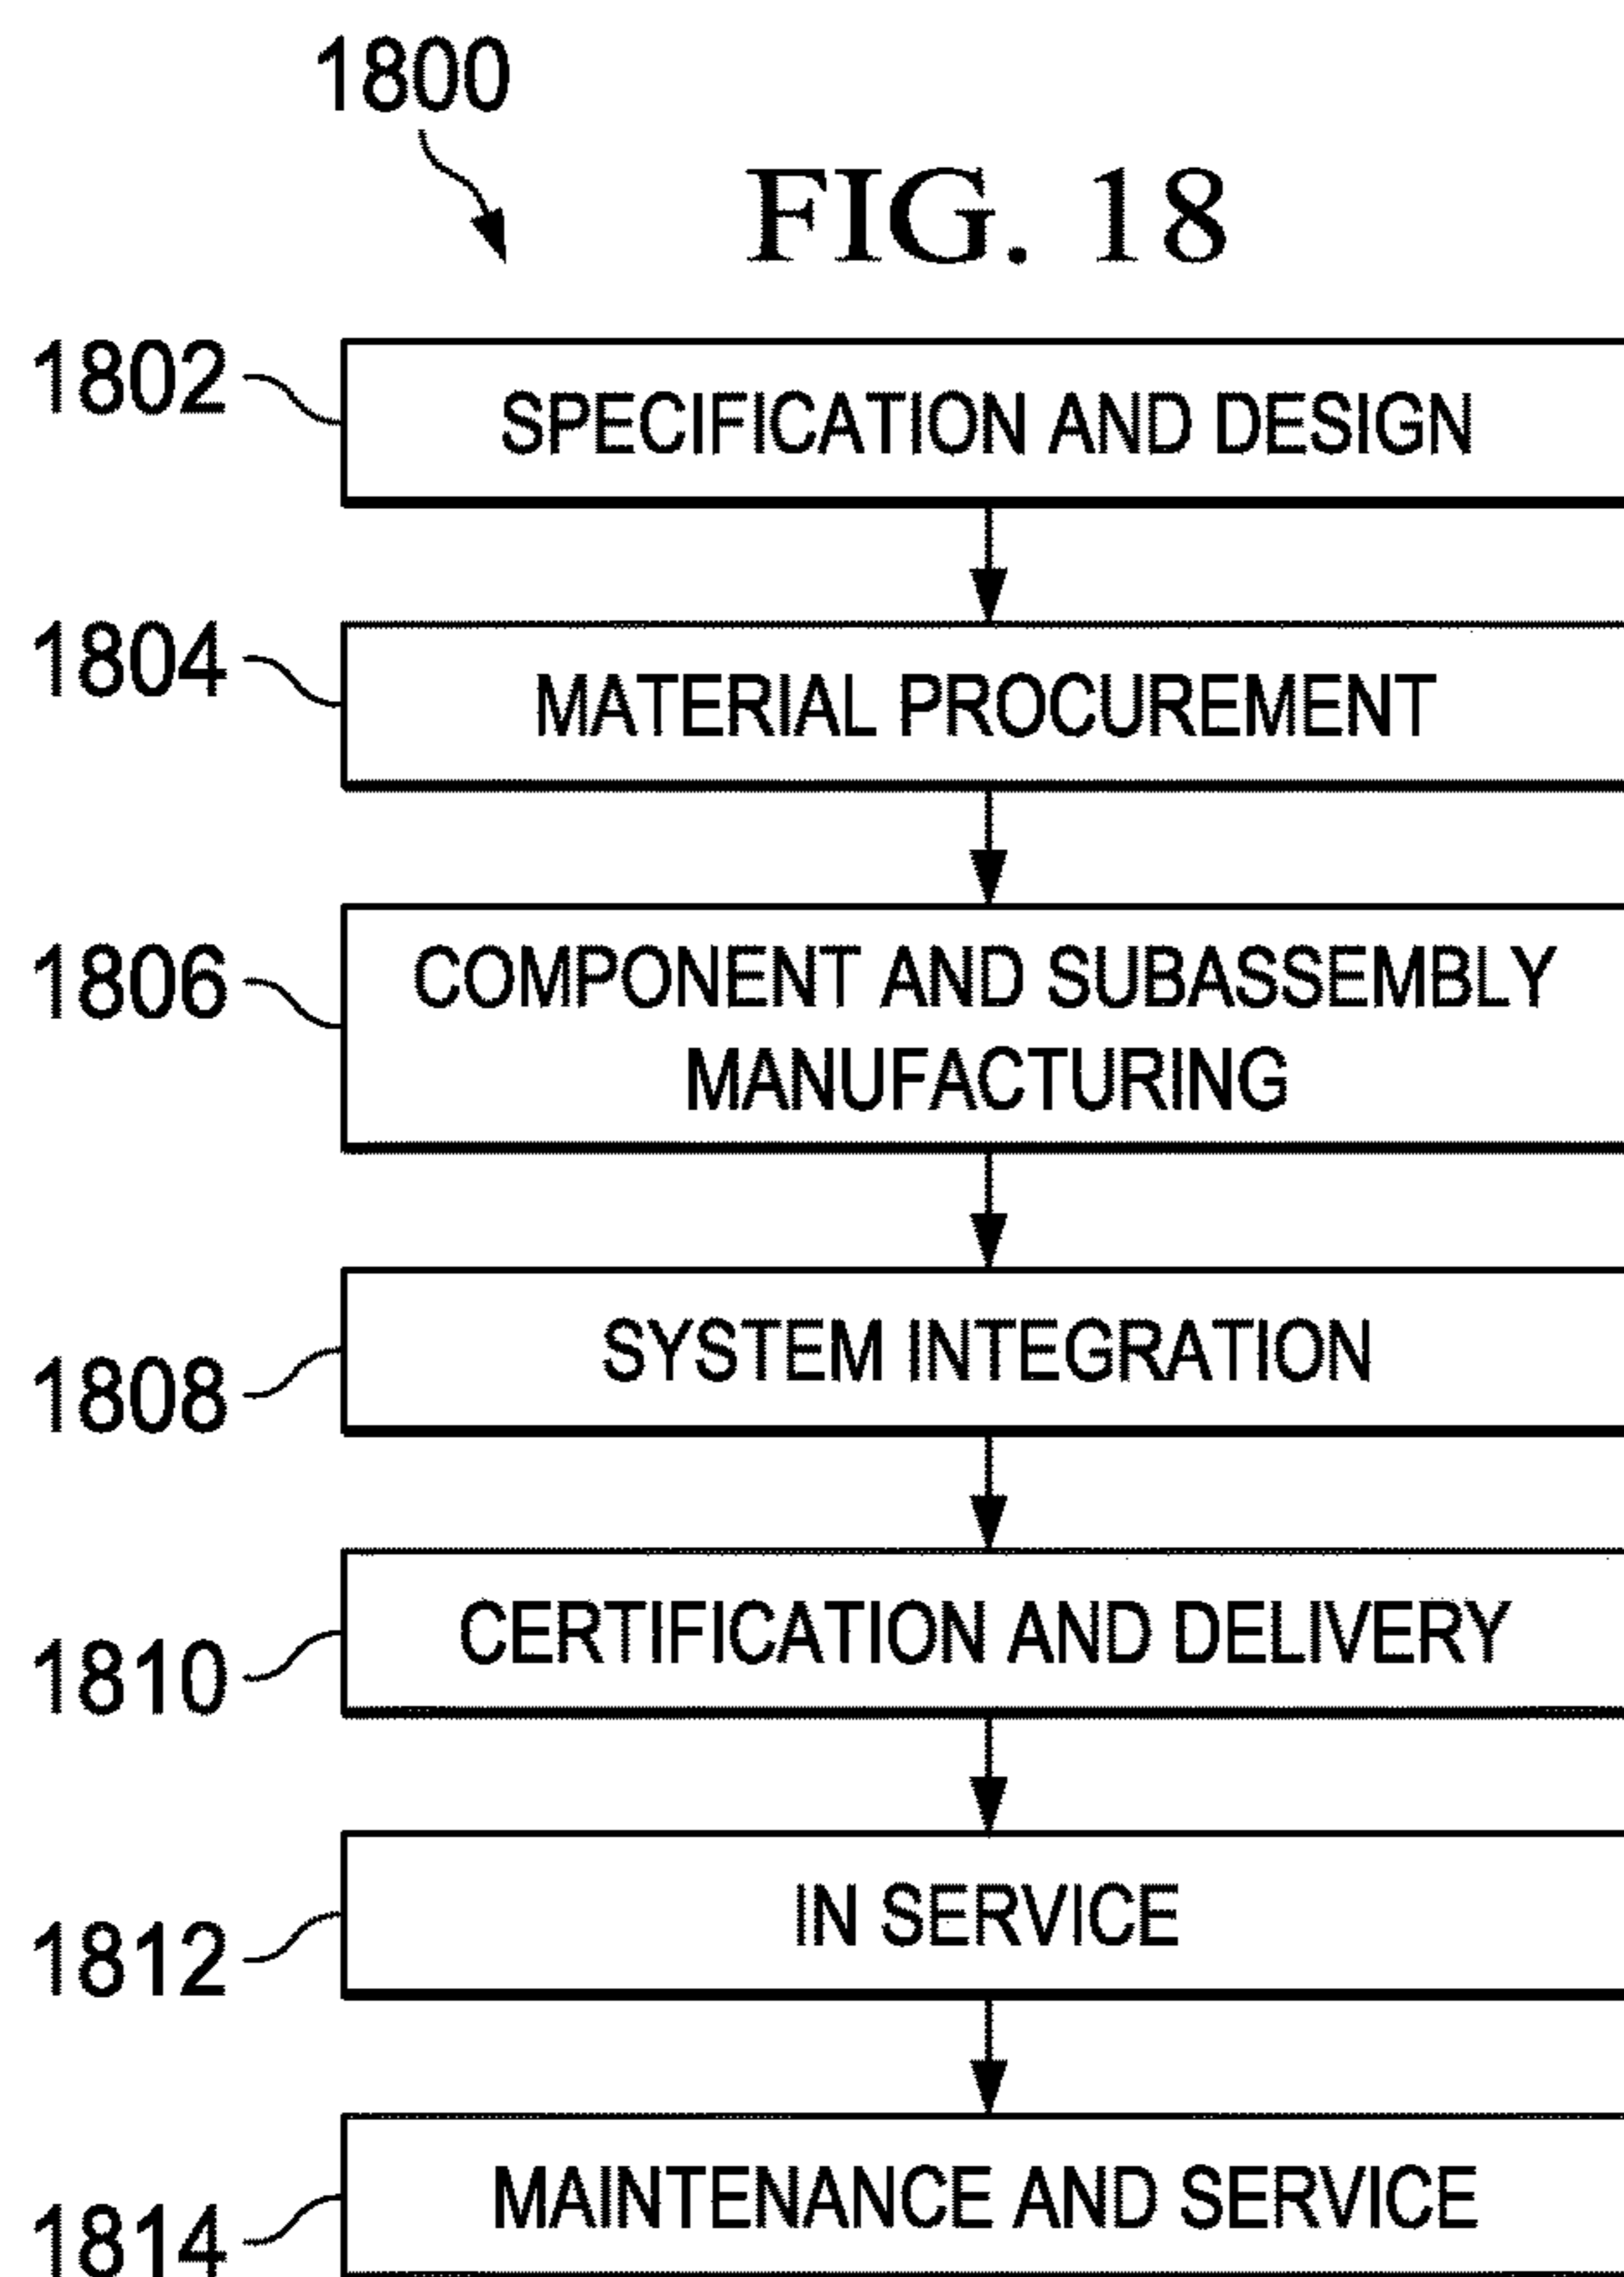 1800
FIG. 18
1802
SPECIFICATION AND DESIGN
1804
MATERIAL PROCUREMENT
1806
COMPONENT AND SUBASSEMBLY
MANUFACTURING
1808
SYSTEM INTEGRATION
1810
CERTIFICATION AND DELIVERY
1812
IN SERVICE
1814
MAINTENANCE AND SERVICE